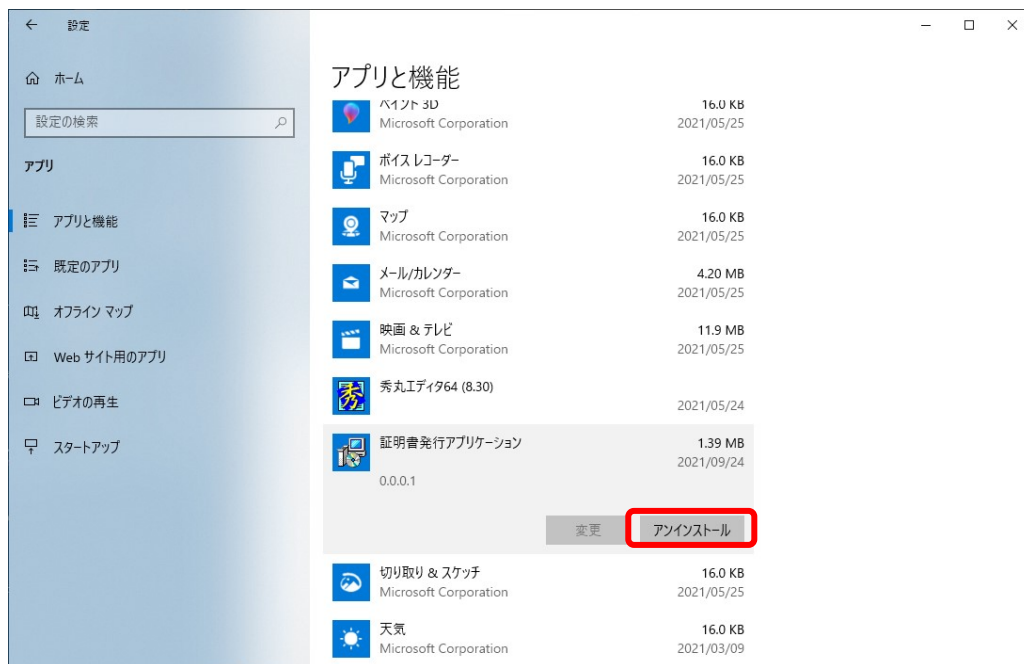 設定
ホーム
設定の検索
アプリ
アプリと機能
既定のアプリ
オフライン マップ
Web サイト用のアプリ
ビデオの再生
スタートアップ
アプリと機能
ペイント 3D 16.0 KB
Microsoft Corporation 2021/05/25
ボイス レコーダー 16.0 KB
Microsoft Corporation 2021/05/25
マップ 16.0 KB
Microsoft Corporation 2021/05/25
メール/カレンダー 4.20 MB
Microsoft Corporation 2021/05/25
映画 & テレビ 11.9 MB
Microsoft Corporation 2021/05/25
秀
秀丸エディタ64 (8.30)
2021/05/24
証明書発行アプリケーション 1.39 MB
2021/09/24
0.0.0.1
変更 アンインストール
切り取り & スケッチ 16.0 KB
Microsoft Corporation 2021/05/25
天気 16.0 KB
Microsoft Corporation 2021/03/09